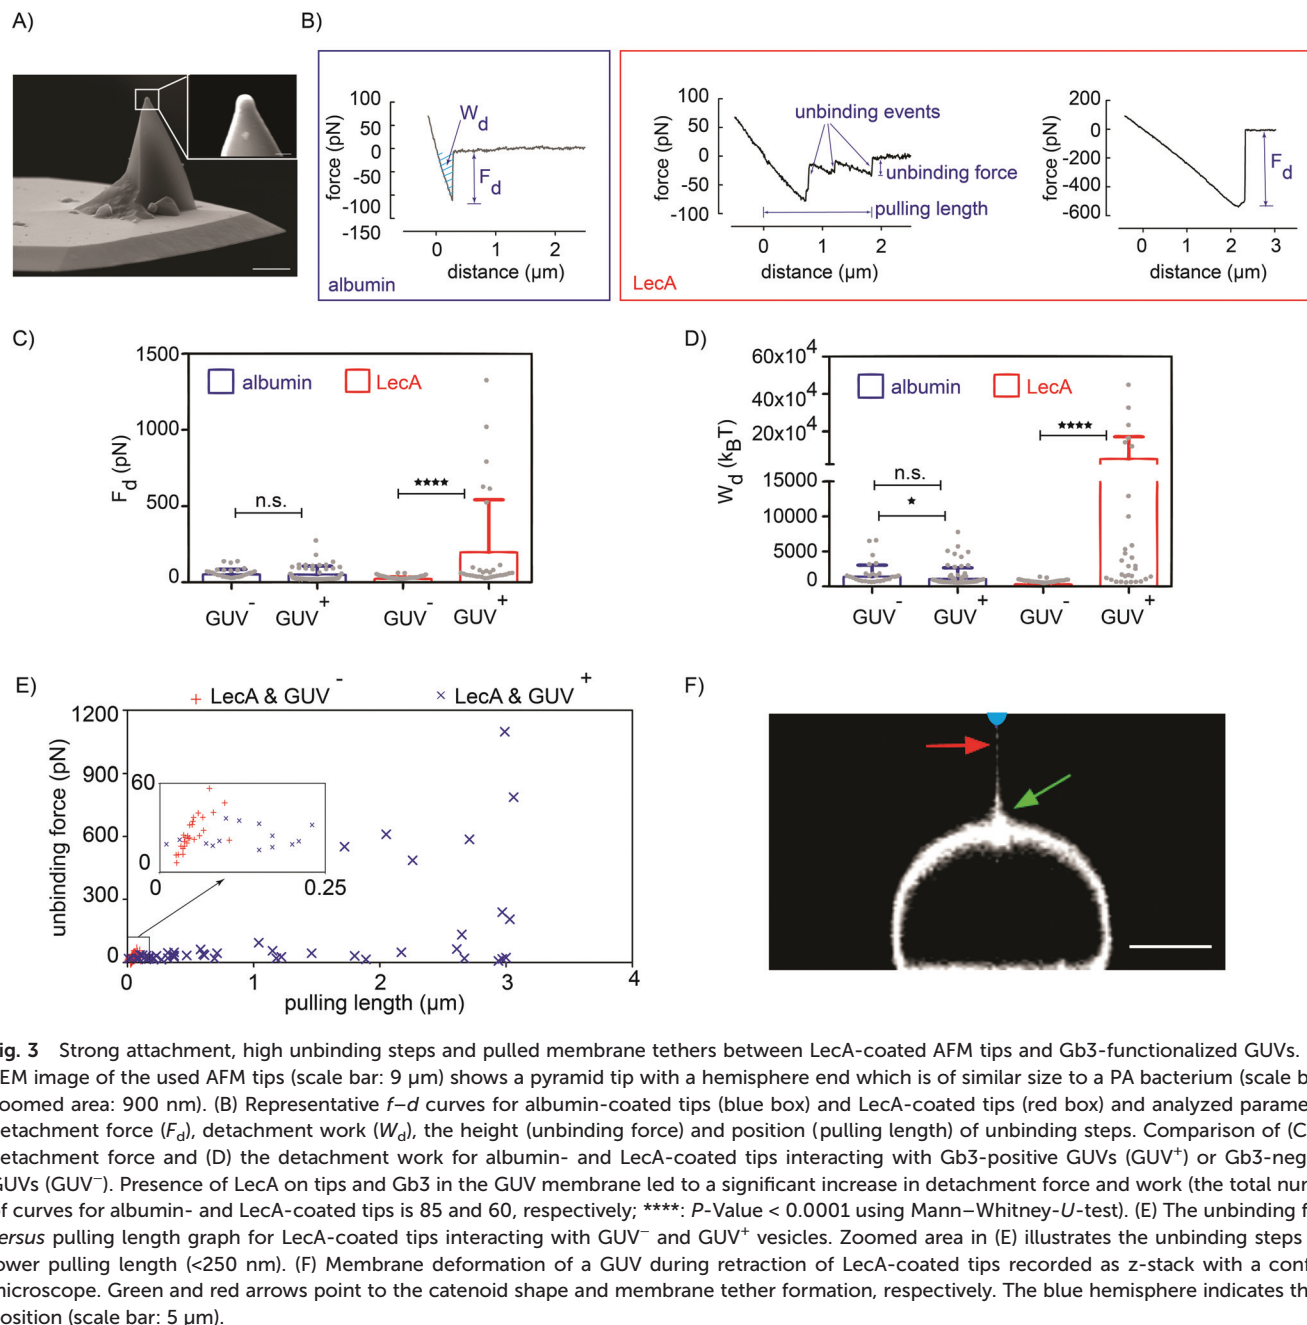 A)
B)
100
50
0
-50
-100
-150
force (pN)
W_d
F_d
0 1 2
distance (µm)
albumin
100
50
0
-50
-100
force (pN)
unbinding events
unbinding force
pulling length
0 1 2
distance (µm)
LecA
200
0
-200
-400
-600
force (pN)
F_d
0 1 2 3
distance (µm)
C)
1500
1000
500
0
F_d (pN)
albumin LecA
n.s.
****
GUV⁻ GUV⁺ GUV⁻ GUV⁺
D)
60x10⁴
40x10⁴
20x10⁴
15000
10000
5000
0
W_d (k_BT)
albumin LecA
n.s.
*
****
GUV⁻ GUV⁺ GUV⁻ GUV⁺
E)
+ LecA & GUV⁻ × LecA & GUV⁺
1200
900
600
300
0
unbinding force (pN)
60
0
0 0.25
0 1 2 3 4
pulling length (µm)
F)
ig. 3 Strong attachment, high unbinding steps and pulled membrane tethers between LecA-coated AFM tips and Gb3-functionalized GUVs.
EM image of the used AFM tips (scale bar: 9 µm) shows a pyramid tip with a hemisphere end which is of similar size to a PA bacterium (scale b
oomed area: 900 nm). (B) Representative f–d curves for albumin-coated tips (blue box) and LecA-coated tips (red box) and analyzed parame
etachment force (F_d), detachment work (W_d), the height (unbinding force) and position (pulling length) of unbinding steps. Comparison of (C
etachment force and (D) the detachment work for albumin- and LecA-coated tips interacting with Gb3-positive GUVs (GUV⁺) or Gb3-neg
GUVs (GUV⁻). Presence of LecA on tips and Gb3 in the GUV membrane led to a significant increase in detachment force and work (the total nu
f curves for albumin- and LecA-coated tips is 85 and 60, respectively; ****: P-Value < 0.0001 using Mann–Whitney-U-test). (E) The unbinding f
ersus pulling length graph for LecA-coated tips interacting with GUV⁻ and GUV⁺ vesicles. Zoomed area in (E) illustrates the unbinding steps
ower pulling length (<250 nm). (F) Membrane deformation of a GUV during retraction of LecA-coated tips recorded as z-stack with a conf
microscope. Green and red arrows point to the catenoid shape and membrane tether formation, respectively. The blue hemisphere indicates th
osition (scale bar: 5 µm).